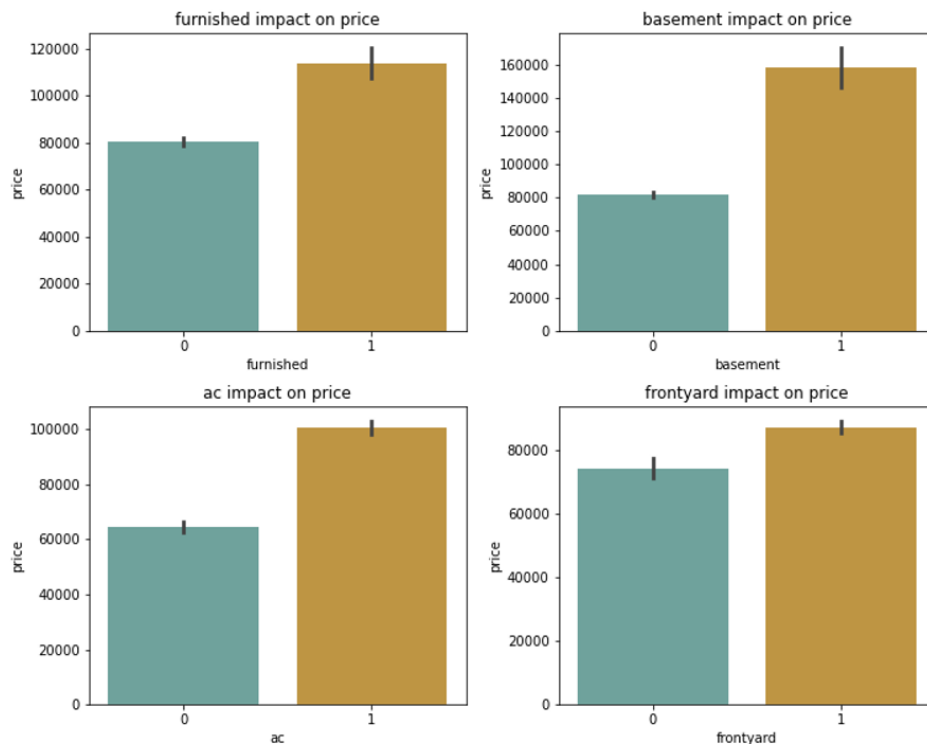 furnished impact on price
120000
100000
80000
60000
40000
20000
0
price
0 1
furnished
basement impact on price
160000
140000
120000
100000
80000
60000
40000
20000
0
price
0 1
basement
ac impact on price
100000
80000
60000
40000
20000
0
price
0 1
ac
frontyard impact on price
80000
60000
40000
20000
0
price
0 1
frontyard